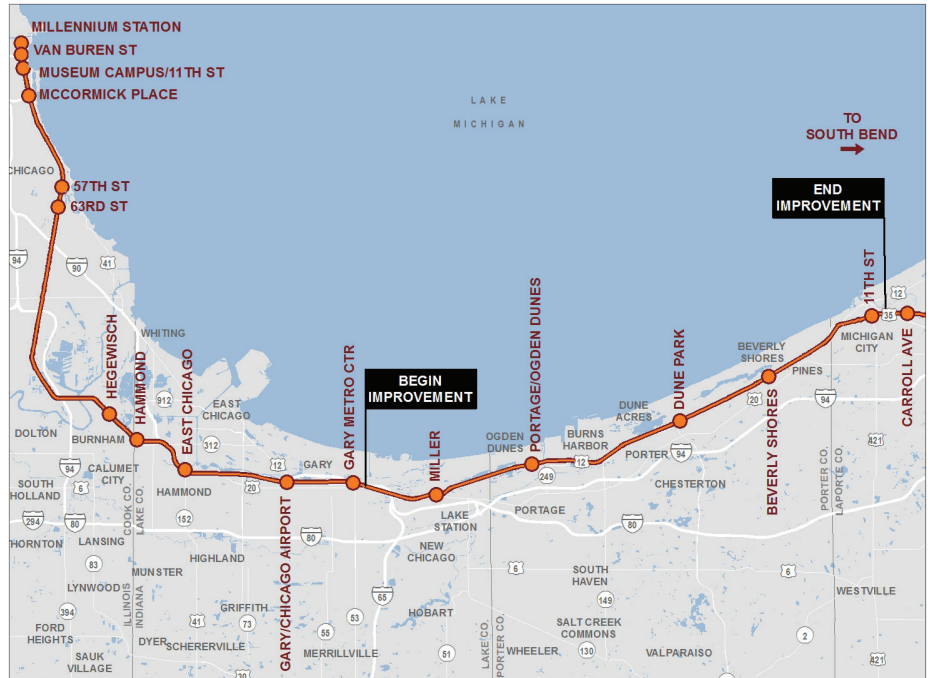 MILLENNIUM STATION
VAN BUREN ST
MUSEUM CAMPUS/11TH ST
MCCORMICK PLACE
LAKE
MICHIGAN
TO
SOUTH BEND
CHICAGO
57TH ST
63RD ST
END
IMPROVEMENT
94
90
41
11TH ST
12
35
MICHIGAN
CITY
CARROLL AVE
WHITING
HEGEWISCH
HAMMOND
EAST CHICAGO
912
EAST
CHICAGO
312
BEGIN
IMPROVEMENT
GARY METRO CTR
MILLER
PORTAGE/OGDEN DUNES
DUNE PARK
BEVERLY
SHORES
PINES
20
94
BEVERLY SHORES
DUNE
ACRES
BURNS
HARBOR
OGDEN
DUNES
12
249
PORTER
94
CHESTERTON
421
PORTER CO.
LAPORTE CO.
DOLTON
BURNHAM
94
CALUMET
CITY
6
SOUTH
HOLLAND
HAMMOND
12
20
GARY
GARY/CHICAGO AIRPORT
COOK CO.
LAKE CO.
152
294
80
80
LAKE
STATION
PORTAGE
80
THORNTON
LANSING
83
HIGHLAND
NEW
CHICAGO
MUNSTER
LYNWOOD
65
6
SOUTH
HAVEN
6
ILLINOIS
INDIANA
394
FORD
HEIGHTS
41
GRIFFITH
73
55
53
HOBART
149
WESTVILLE
SALT CREEK
COMMONS
2
DYER
SCHERERVILLE
MERRILLVILLE
51
LAKE CO.
PORTER CO.
WHEELER
130
VALPARAISO
421
SAUK
VILLAGE
30